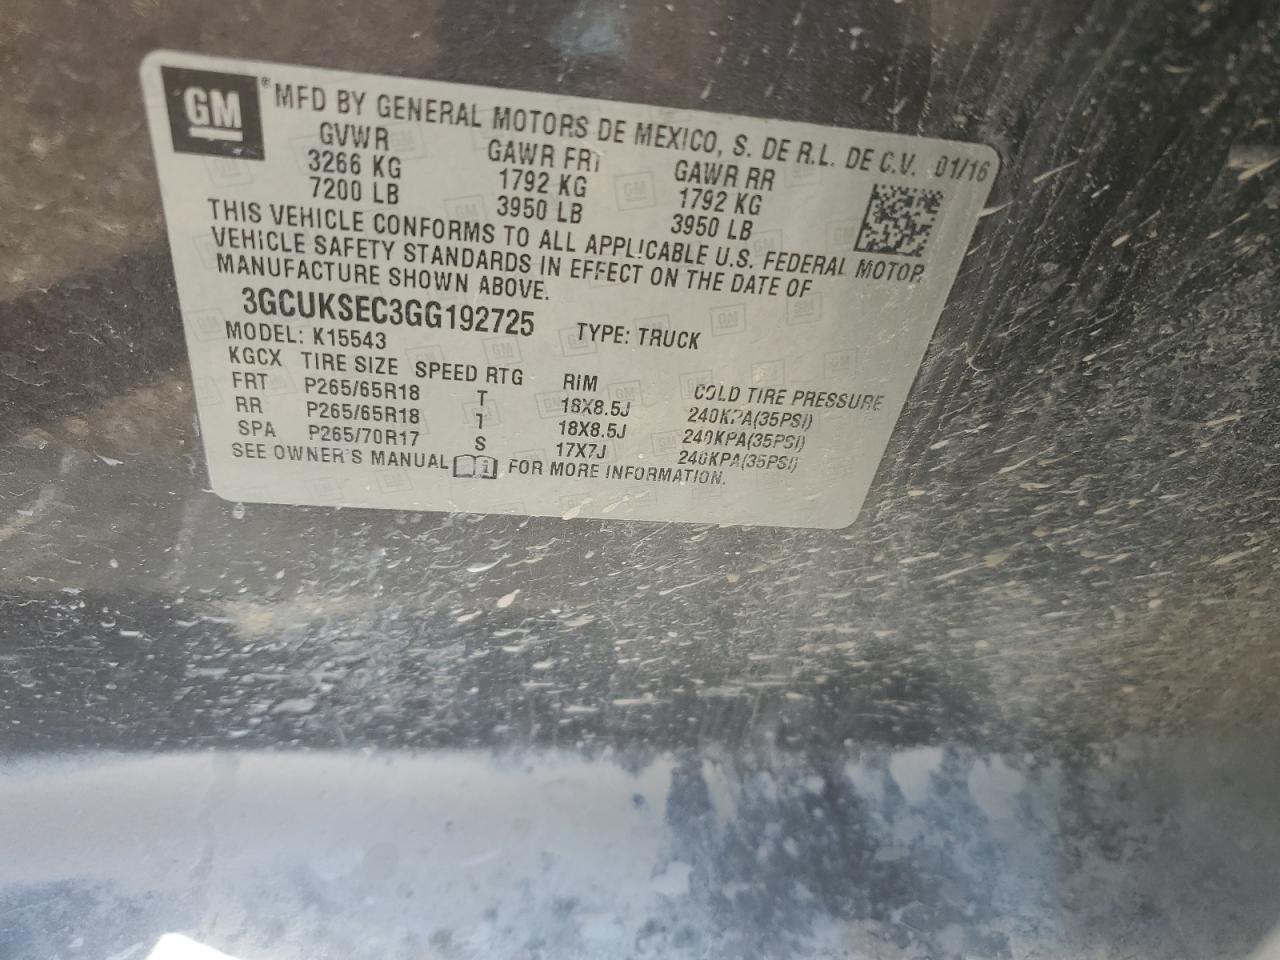 GM
® MFD BY GENERAL MOTORS DE MEXICO, S. DE R.L. DE C.V. 01/16
GVWR GAWR FRT GAWR RR
3266 KG 1792 KG 1792 KG
7200 LB 3950 LB 3950 LB
THIS VEHICLE CONFORMS TO ALL APPLICABLE U.S. FEDERAL MOTOR
VEHICLE SAFETY STANDARDS IN EFFECT ON THE DATE OF
MANUFACTURE SHOWN ABOVE.
3GCUKSEC3GG192725 TYPE: TRUCK
MODEL: K15543
KGCX TIRE SIZE SPEED RTG RIM COLD TIRE PRESSURE
FRT P265/65R18 T 18X8.5J 240KPA(35PSI)
RR P265/65R18 T 18X8.5J 240KPA(35PSI)
SPA P265/70R17 S 17X7J 240KPA(35PSI)
SEE OWNER'S MANUAL FOR MORE INFORMATION.